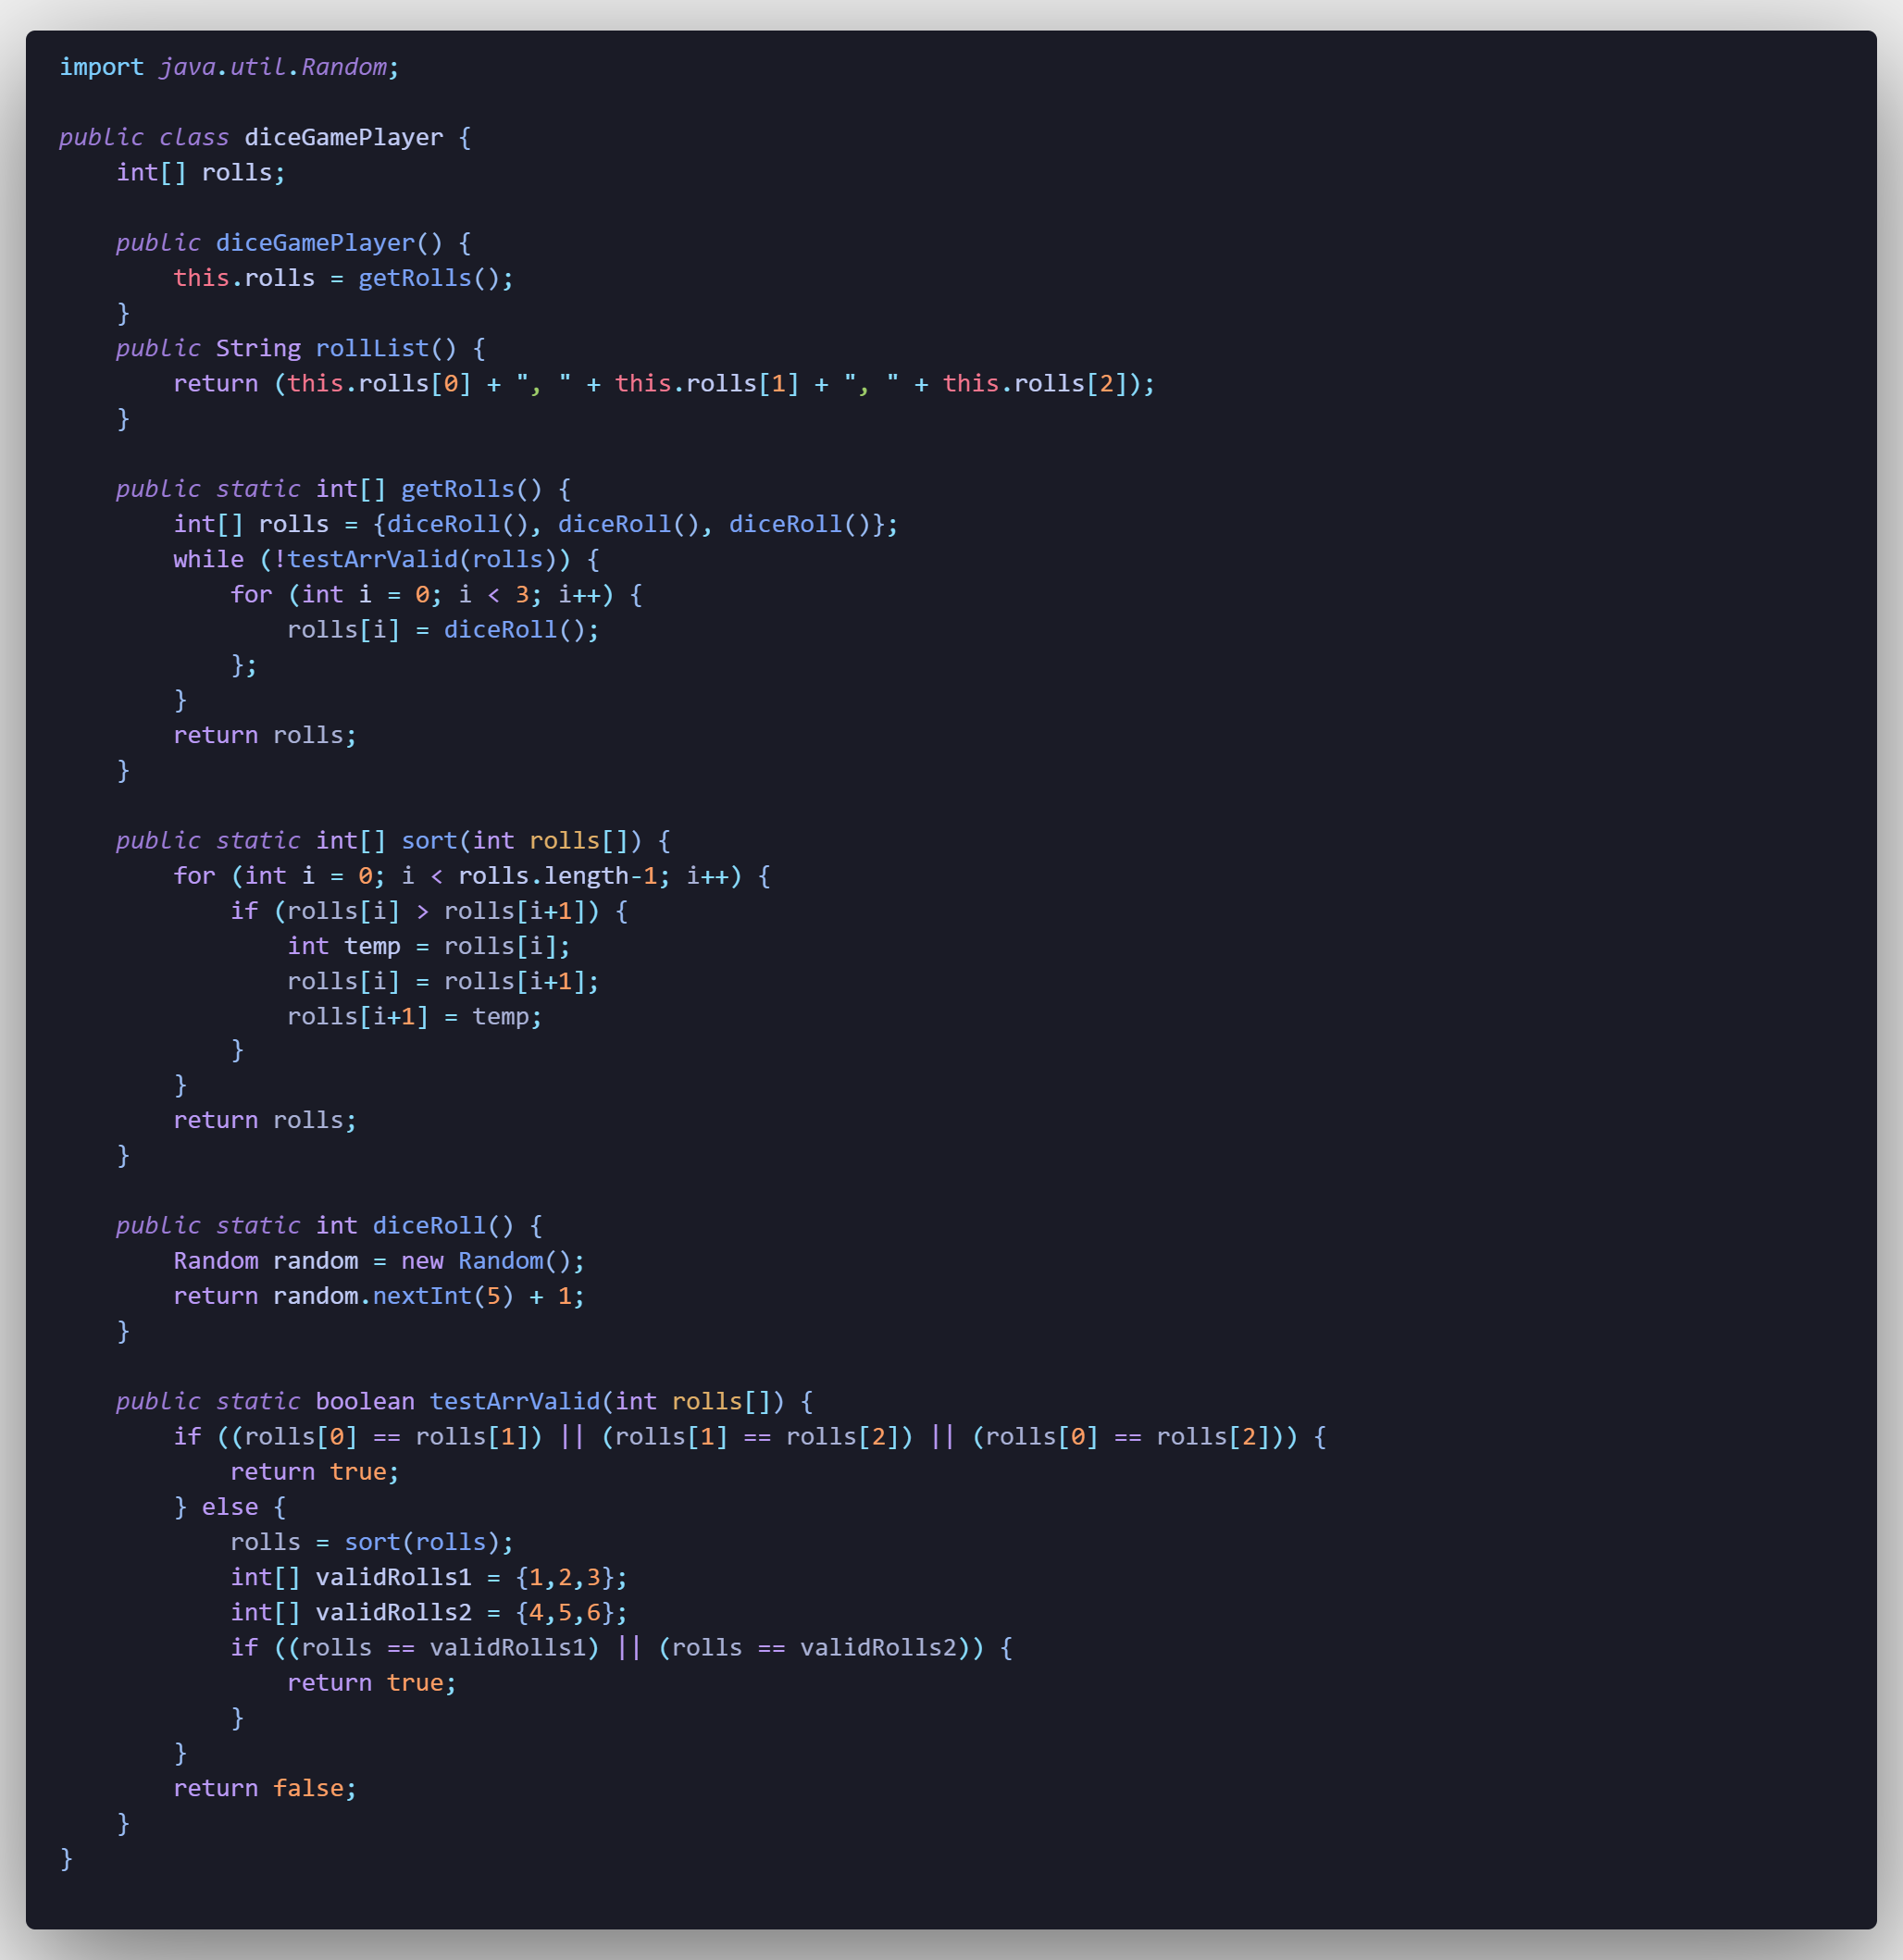 import java.util.Random;

public class diceGamePlayer {
    int[] rolls;

    public diceGamePlayer() {
        this.rolls = getRolls();
    }
    public String rollList() {
        return (this.rolls[0] + ", " + this.rolls[1] + ", " + this.rolls[2]);
    }

    public static int[] getRolls() {
        int[] rolls = {diceRoll(), diceRoll(), diceRoll()};
        while (!testArrValid(rolls)) {
            for (int i = 0; i < 3; i++) {
                rolls[i] = diceRoll();
            };
        }
        return rolls;
    }

    public static int[] sort(int rolls[]) {
        for (int i = 0; i < rolls.length-1; i++) {
            if (rolls[i] > rolls[i+1]) {
                int temp = rolls[i];
                rolls[i] = rolls[i+1];
                rolls[i+1] = temp;
            }
        }
        return rolls;
    }

    public static int diceRoll() {
        Random random = new Random();
        return random.nextInt(5) + 1;
    }

    public static boolean testArrValid(int rolls[]) {
        if ((rolls[0] == rolls[1]) || (rolls[1] == rolls[2]) || (rolls[0] == rolls[2])) {
            return true;
        } else {
            rolls = sort(rolls);
            int[] validRolls1 = {1,2,3};
            int[] validRolls2 = {4,5,6};
            if ((rolls == validRolls1) || (rolls == validRolls2)) {
                return true;
            }
        }
        return false;
    }
}